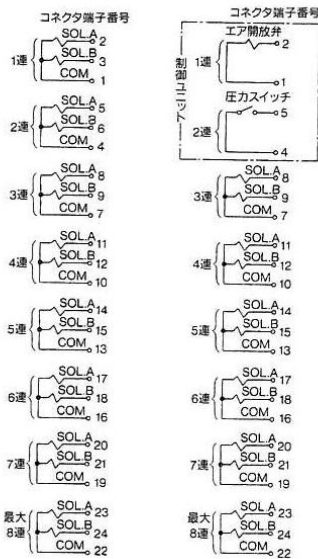 コネクタ端子番号
1連
SOL.A 2
SOL.B 3
COM 1
2連
SOL.A 5
SOL.B 6
COM 4
3連
SOL.A 8
SOL.B 9
COM 7
4連
SOL.A 11
SOL.B 12
COM 10
5連
SOL.A 14
SOL.B 15
COM 13
6連
SOL.A 17
SOL.B 18
COM 16
7連
SOL.A 20
SOL.B 21
COM 19
最大
8連
SOL.A 23
SOL.B 24
COM 22
コネクタ端子番号
制御ユニット
1連
エア開放弁
2
1
2連
圧力スイッチ
5
4
3連
SOL.A 8
SOL.B 9
COM 7
4連
SOL.A 11
SOL.B 12
COM 10
5連
SOL.A 14
SOL.B 15
COM 13
6連
SOL.A 17
SOL.B 18
COM 16
7連
SOL.A 20
SOL.B 21
COM 19
最大
8連
SOL.A 23
SOL.B 24
COM 22